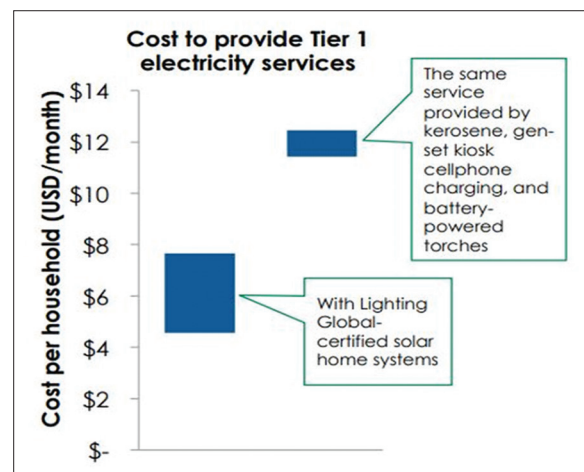 Cost to provide Tier 1
electricity services
Cost per household (USD/month)
$14
$12
$10
$8
$6
$4
$2
$-
The same
service
provided by
kerosene, gen-
set kiosk
cellphone
charging, and
battery-
powered
torches
With Lighting
Global-
certified solar
home systems